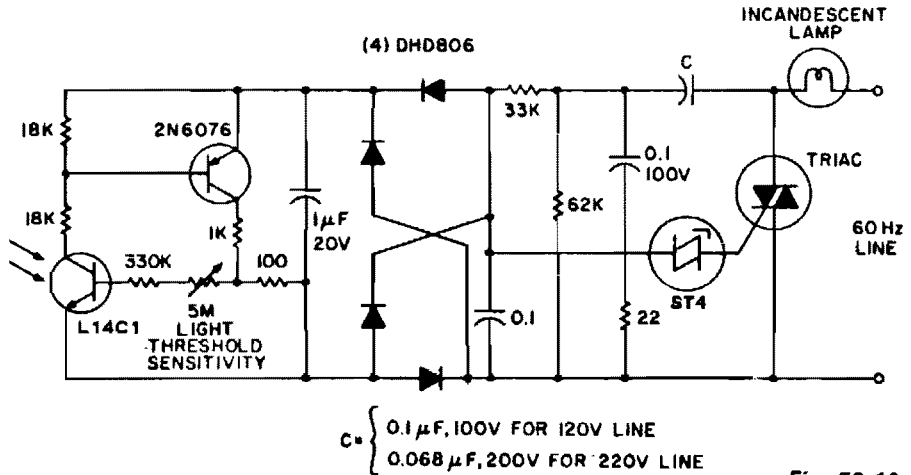 INCANDESCENT
LAMP
(4) DHD806
C
18K
2N6076
33K
0.1
100V
TRIAC
18K
1K
1μF
20V
62K
60 Hz
LINE
330K
100
5M
LIGHT
THRESHOLD
SENSITIVITY
L14C1
0.1
22
ST4
C= 0.1μF, 100V FOR 120V LINE
0.068μF, 200V FOR 220V LINE